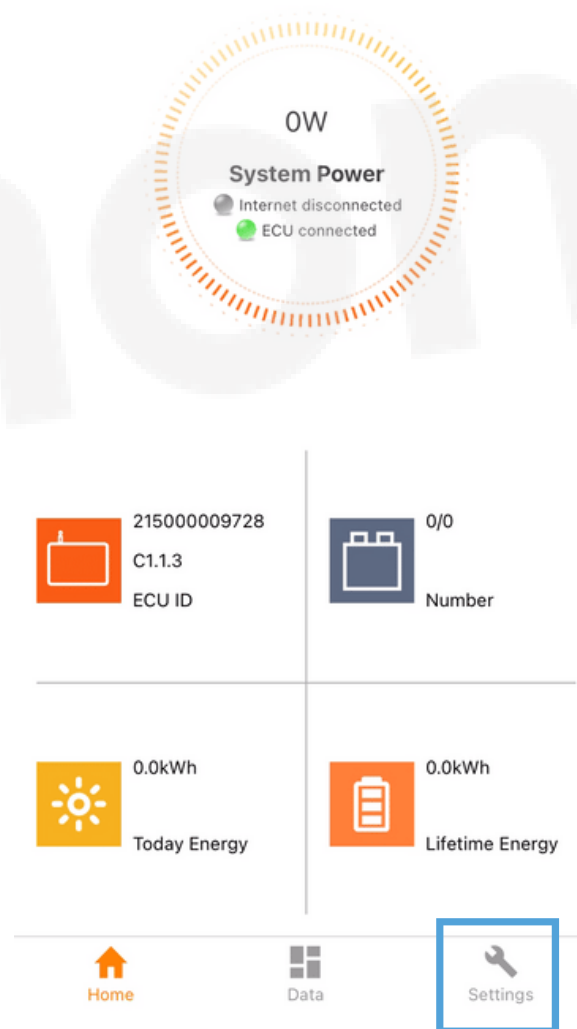 0W
System Power
Internet disconnected
ECU connected
215000009728
C1.1.3
ECU ID
0/0
Number
0.0kWh
Today Energy
0.0kWh
Lifetime Energy
Home
Data
Settings